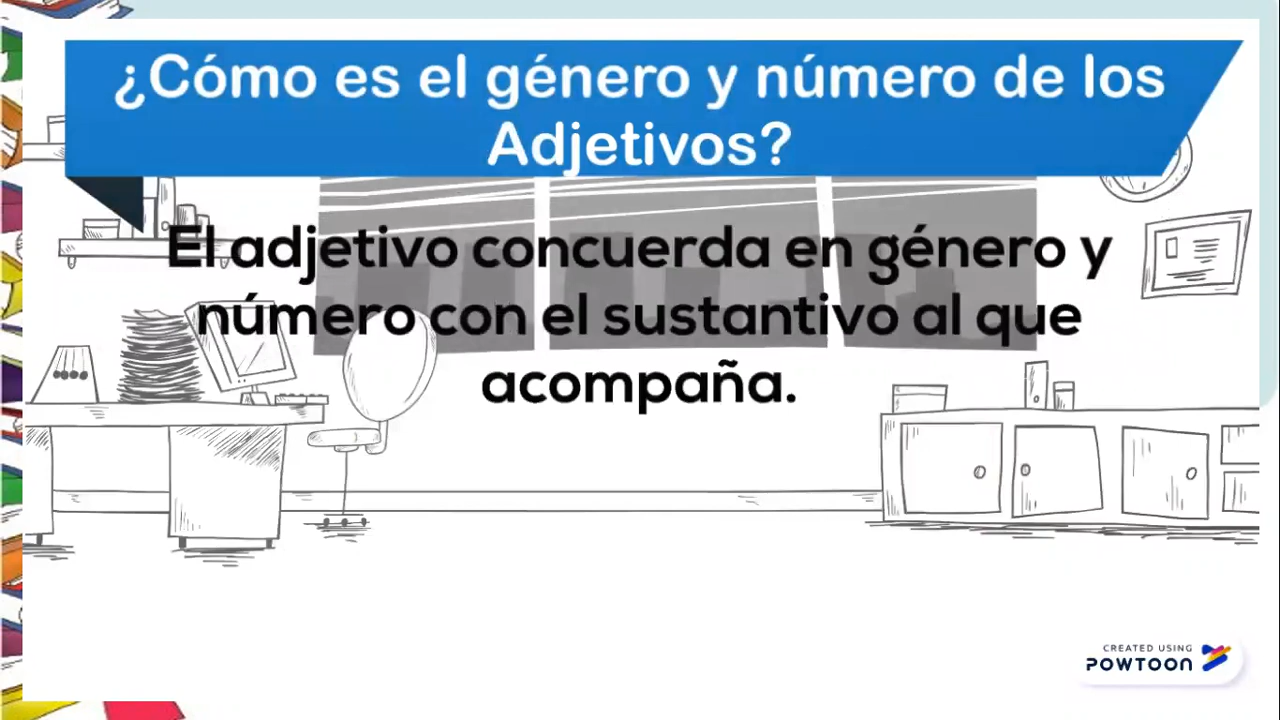 ¿Cómo es el género y número de los
Adjetivos?
El adjetivo concuerda en género y
número con el sustantivo al que
acompaña.
CREATED USING
POWTOON